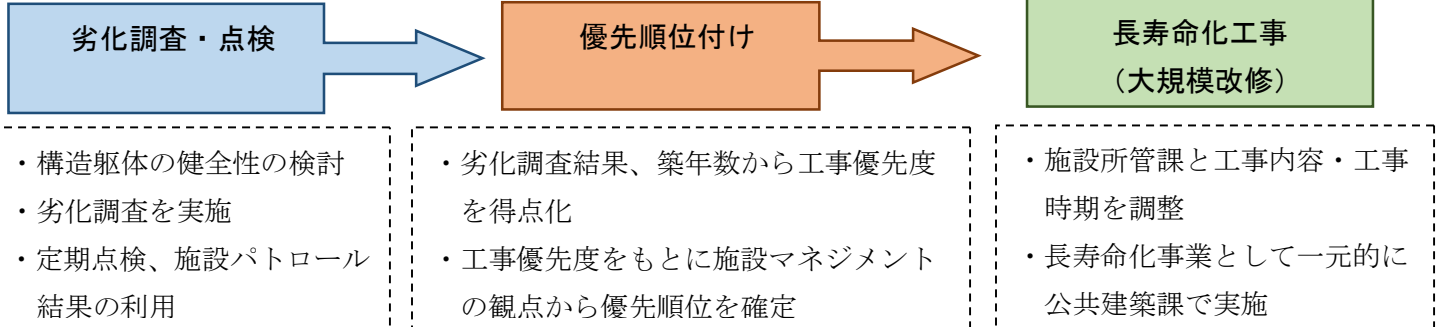 劣化調査・点検
優先順位付け
長寿命化工事
（大規模改修）
・構造躯体の健全性の検討
・劣化調査を実施
・定期点検、施設パトロール
結果の利用
・劣化調査結果、築年数から工事優先度
を得点化
・工事優先度をもとに施設マネジメント
の観点から優先順位を確定
・施設所管課と工事内容・工事
時期を調整
・長寿命化事業として一元的に
公共建築課で実施